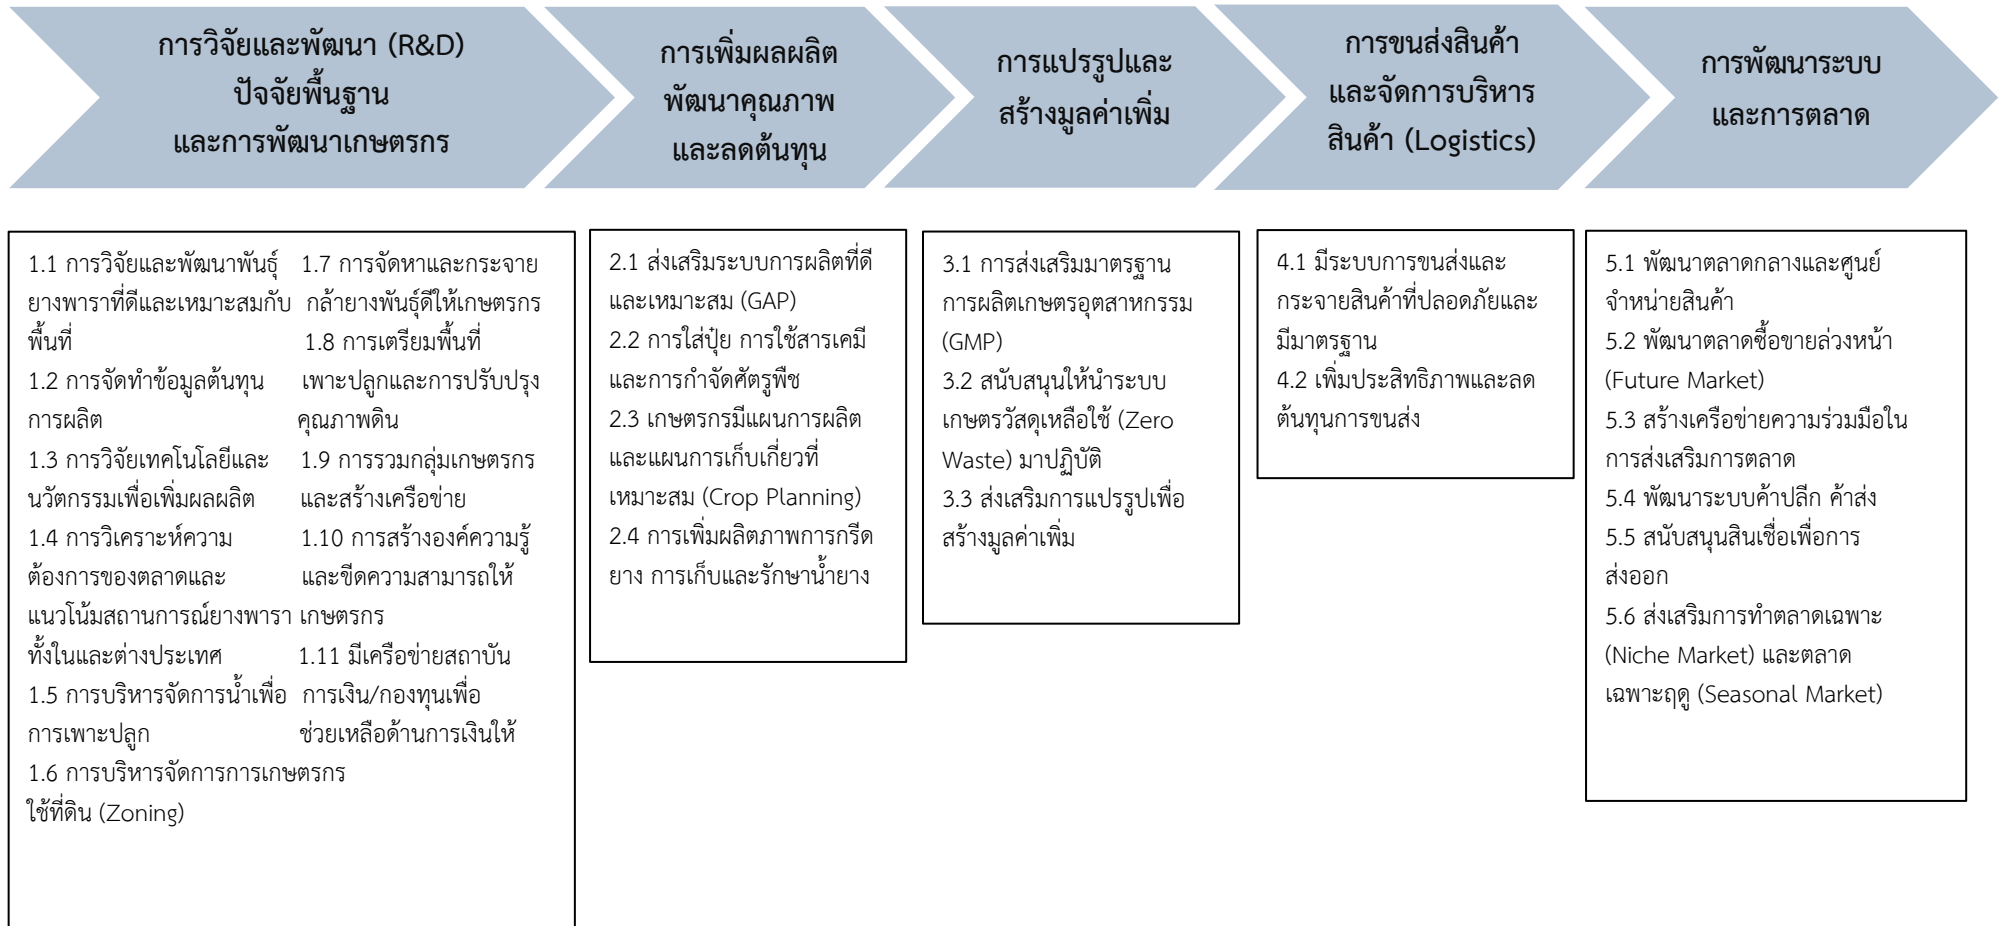 การวิจัยและพัฒนา (R&D)
ปัจจัยพื้นฐาน
และการพัฒนาเกษตรกร
การเพิ่มผลผลิต
พัฒนาคุณภาพ
และลดต้นทุน
การแปรรูปและ
สร้างมูลค่าเพิ่ม
การขนส่งสินค้า
และจัดการบริหาร
สินค้า (Logistics)
การพัฒนาระบบ
และการตลาด
1.1 การวิจัยและพัฒนาพันธุ์
ยางพาราที่ดีและเหมาะสมกับ
พื้นที่
1.2 การจัดทำข้อมูลต้นทุน
การผลิต
1.3 การวิจัยเทคโนโลยีและ
นวัตกรรมเพื่อเพิ่มผลผลิต
1.4 การวิเคราะห์ความ
ต้องการของตลาดและ
แนวโน้มสถานการณ์ยางพารา
ทั้งในและต่างประเทศ
1.5 การบริหารจัดการน้ำเพื่อ
การเพาะปลูก
1.6 การบริหารจัดการการเกษตรกร
ใช้ที่ดิน (Zoning)
1.7 การจัดหาและกระจาย
กล้ายางพันธุ์ดีให้เกษตรกร
1.8 การเตรียมพื้นที่
เพาะปลูกและการปรับปรุง
คุณภาพดิน
1.9 การรวมกลุ่มเกษตรกร
และสร้างเครือข่าย
1.10 การสร้างองค์ความรู้
และขีดความสามารถให้
เกษตรกร
1.11 มีเครือข่ายสถาบัน
การเงิน/กองทุนเพื่อ
ช่วยเหลือด้านการเงินให้
2.1 ส่งเสริมระบบการผลิตที่ดี
และเหมาะสม (GAP)
2.2 การใส่ปุ๋ย การใช้สารเคมี
และการกำจัดศัตรูพืช
2.3 เกษตรกรมีแผนการผลิต
และแผนการเก็บเกี่ยวที่
เหมาะสม (Crop Planning)
2.4 การเพิ่มผลิตภาพการกรีด
ยาง การเก็บและรักษาน้ำยาง
3.1 การส่งเสริมมาตรฐาน
การผลิตเกษตรอุตสาหกรรม
(GMP)
3.2 สนับสนุนให้นำระบบ
เกษตรวัสดุเหลือใช้ (Zero
Waste) มาปฏิบัติ
3.3 ส่งเสริมการแปรรูปเพื่อ
สร้างมูลค่าเพิ่ม
4.1 มีระบบการขนส่งและ
กระจายสินค้าที่ปลอดภัยและ
มีมาตรฐาน
4.2 เพิ่มประสิทธิภาพและลด
ต้นทุนการขนส่ง
5.1 พัฒนาตลาดกลางและศูนย์
จำหน่ายสินค้า
5.2 พัฒนาตลาดซื้อขายล่วงหน้า
(Future Market)
5.3 สร้างเครือข่ายความร่วมมือใน
การส่งเสริมการตลาด
5.4 พัฒนาระบบค้าปลีก ค้าส่ง
5.5 สนับสนุนสินเชื่อเพื่อการ
ส่งออก
5.6 ส่งเสริมการทำตลาดเฉพาะ
(Niche Market) และตลาด
เฉพาะฤดู (Seasonal Market)